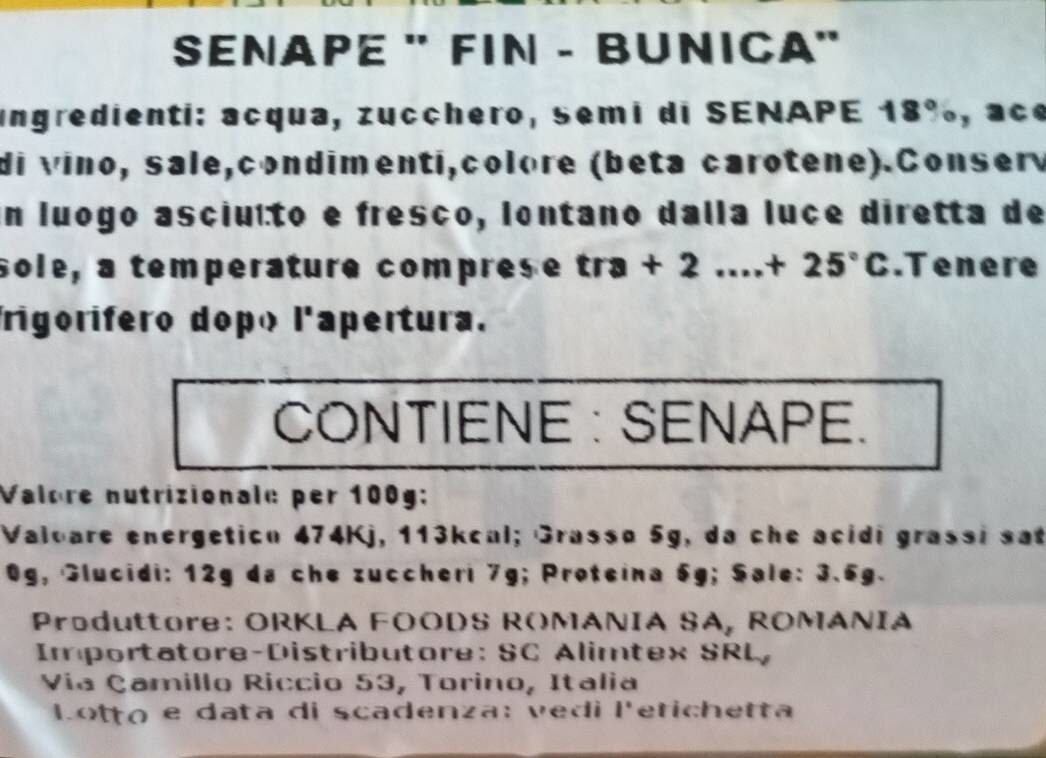 SENAPE " FIN - BUNICA"
ingredienti: acqua, zucchero, semi di SENAPE 18%, ace
di vino, sale,condimenti,colore (beta carotene).Conserv
n luogo asciutto e fresco, lontano dalla luce diretta de
sole, a temperature comprese tra + 2 ....+ 25°C.Tenere
frigorifero dopo l'apertura.
CONTIENE : SENAPE.
Valore nutrizionale per 100g:
Valoare energetico 474Kj, 113kcal; Grasso 5g, da che acidi grassi sat
0g, Glucidi: 12g da che zuccheri 7g; Proteina 5g; Sale: 3.5g.
Produttore: ORKLA FOODS ROMANIA SA, ROMANIA
Importatore-Distributore: SC Alimtex SRL,
Via Camillo Riccio 53, Torino, Italia
Lotto e data di scadenza: vedi l'etichetta